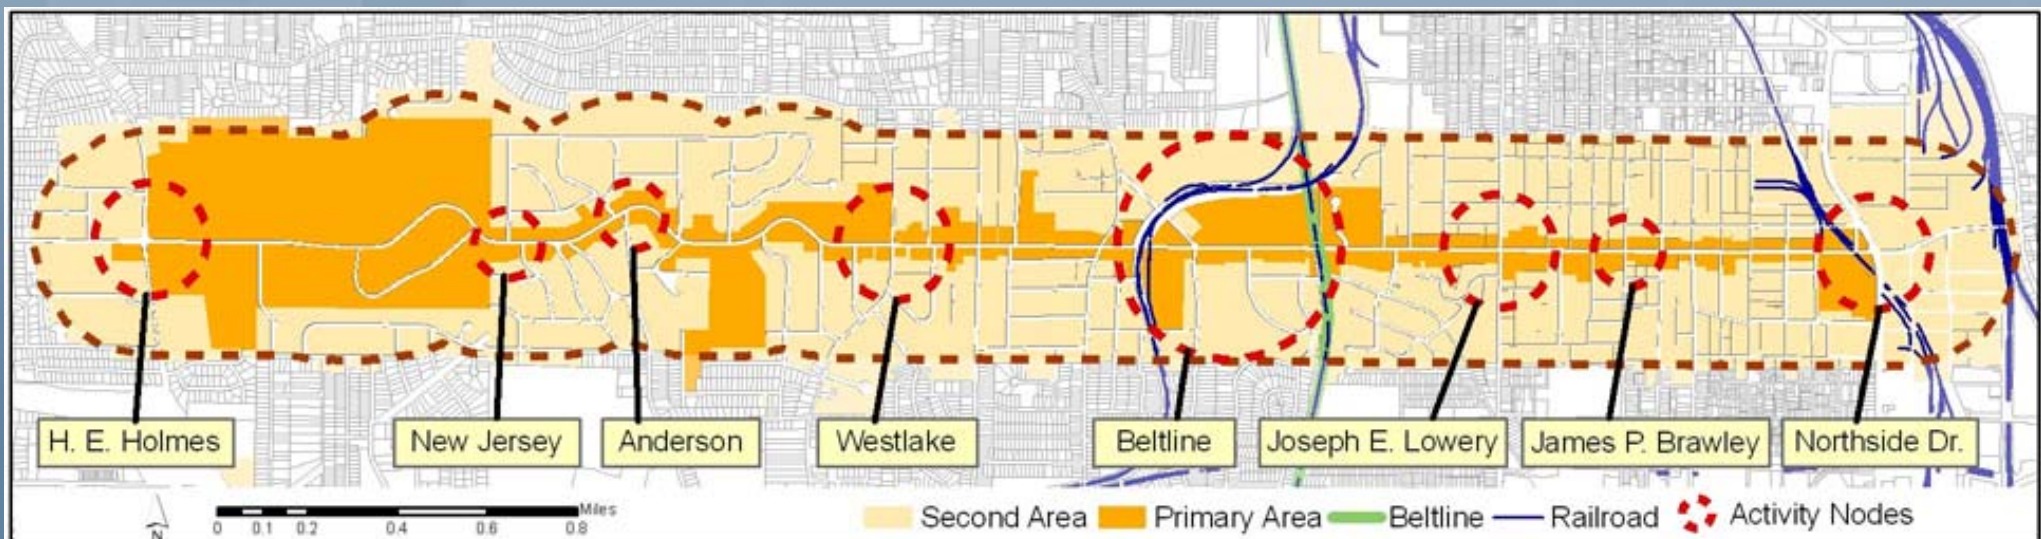 H. E. Holmes
New Jersey
Anderson
Westlake
Beltline
Joseph E. Lowery
James P. Brawley
Northside Dr.
N
Miles
0 0.1 0.2 0.4 0.6 0.8
Second Area
Primary Area
Beltline
Railroad
Activity Nodes